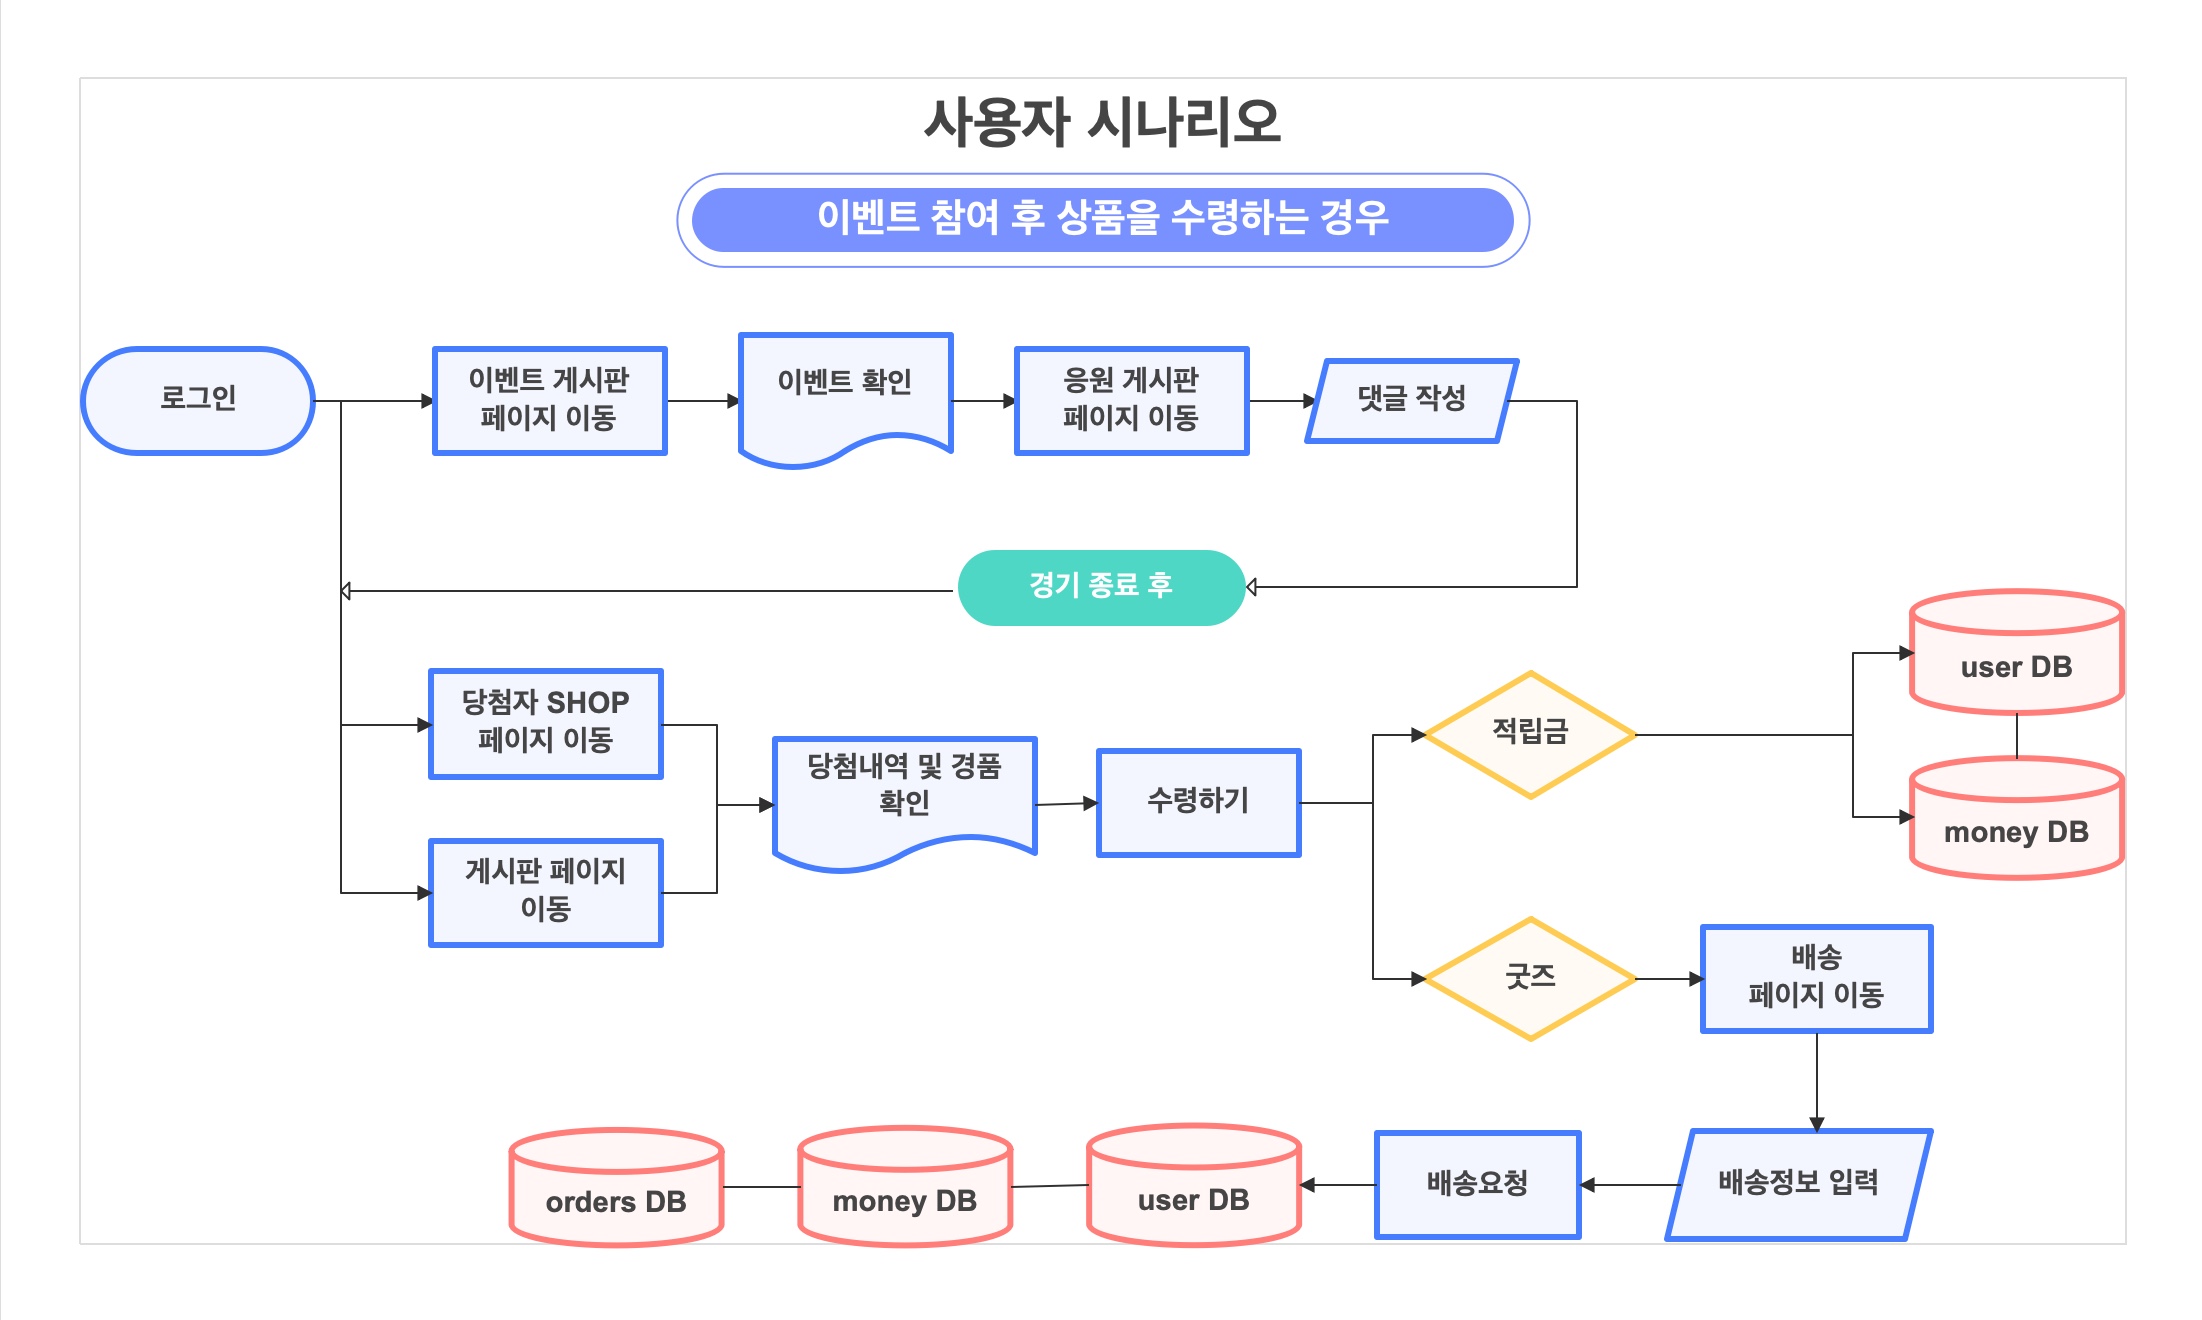 사용자 시나리오
이벤트 참여 후 상품을 수령하는 경우
로그인
이벤트 게시판
페이지 이동
이벤트 확인
응원 게시판
페이지 이동
댓글 작성
경기 종료 후
당첨자 SHOP
페이지 이동
게시판 페이지
이동
당첨내역 및 경품
확인
수령하기
적립금
user DB
money DB
굿즈
배송
페이지 이동
배송정보 입력
배송요청
user DB
money DB
orders DB